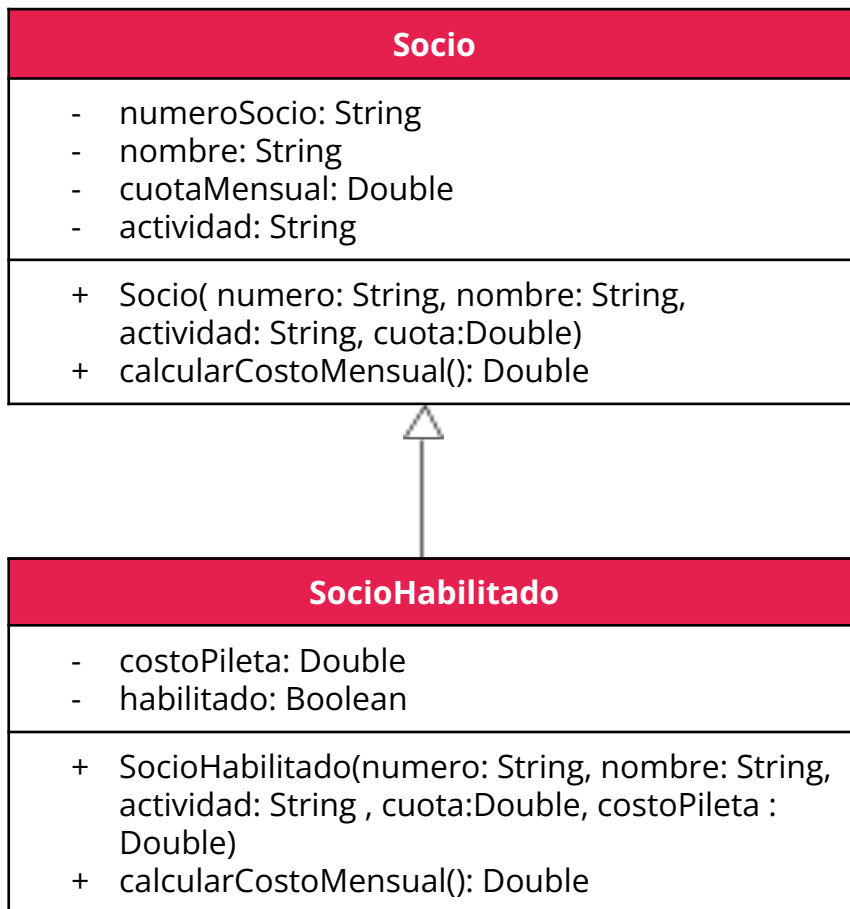 Socio
- numeroSocio: String
- nombre: String
- cuotaMensual: Double
- actividad: String
+ Socio( numero: String, nombre: String,
actividad: String, cuota:Double)
+ calcularCostoMensual(): Double
SocioHabilitado
- costoPileta: Double
- habilitado: Boolean
+ SocioHabilitado(numero: String, nombre: String,
actividad: String , cuota:Double, costoPileta :
Double)
+ calcularCostoMensual(): Double